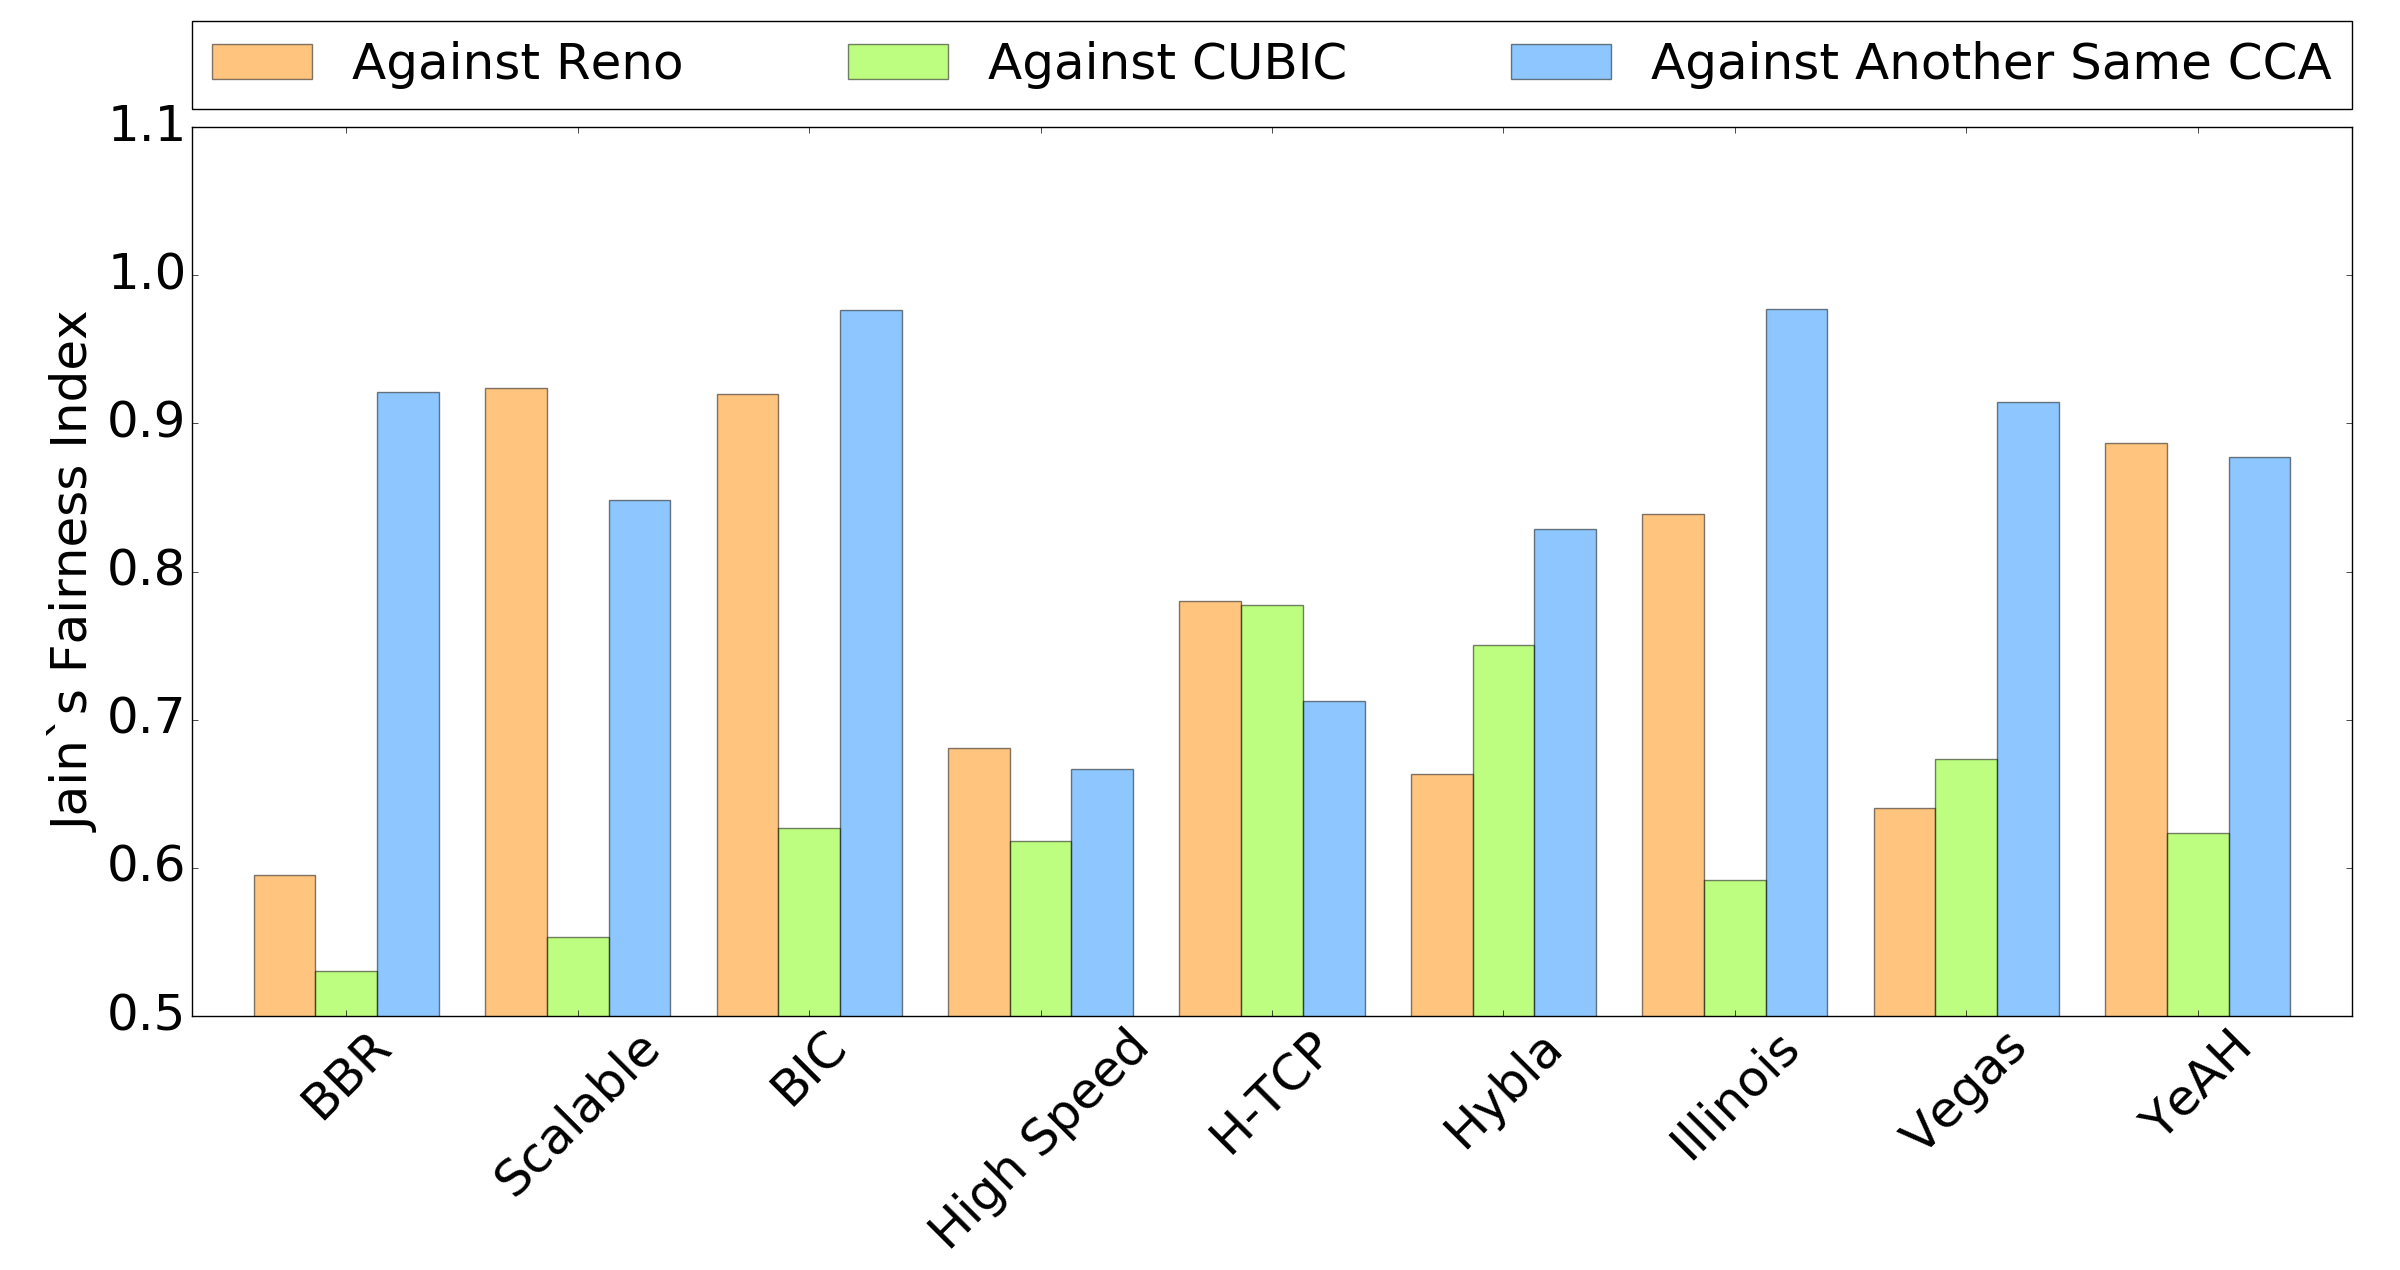 Against Reno
Against CUBIC
Against Another Same CCA
1.1
1.0
0.9
0.8
0.7
0.6
0.5
Jain`s Fairness Index
BBR
Scalable
BIC
High Speed
H-TCP
Hybla
Illinois
Vegas
YeAH